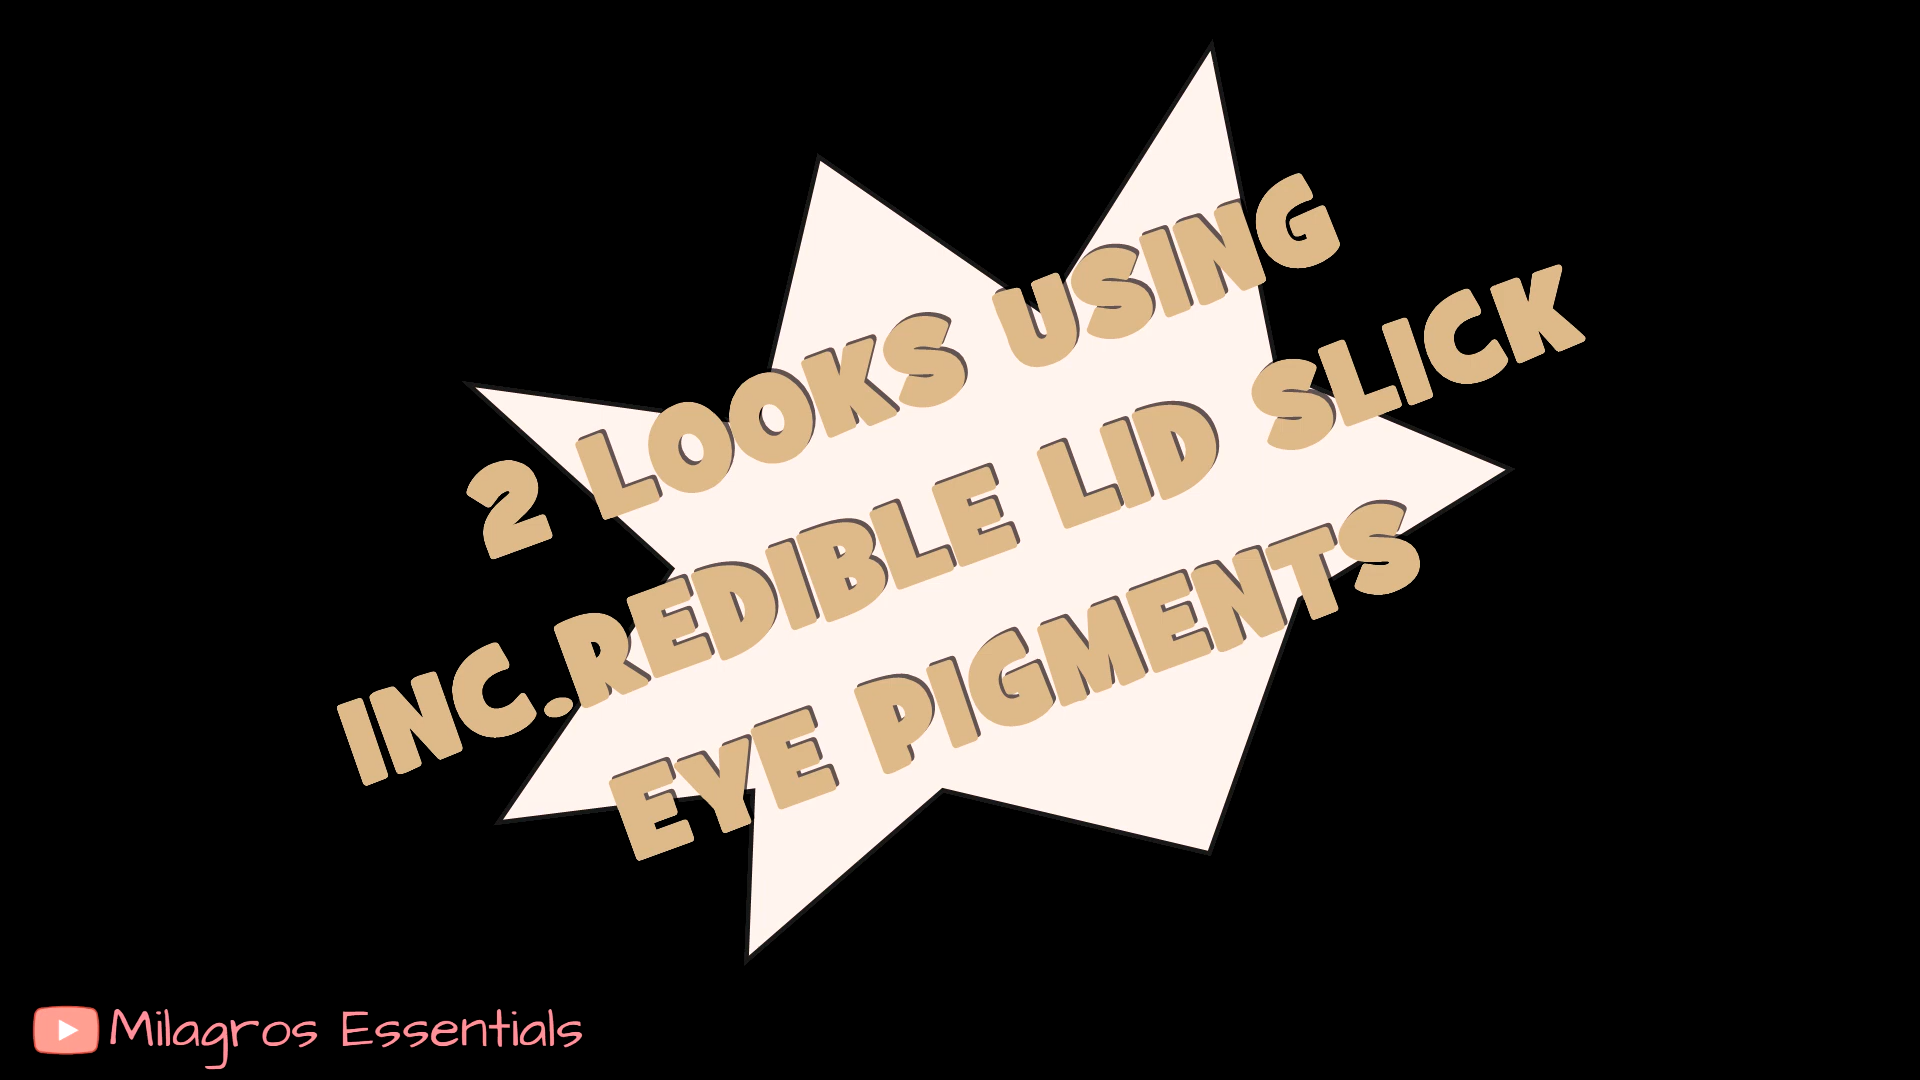 2 LOOKS USING
INC.REDIBLE LID SLICK
EYE PIGMENTS
Milagros Essentials